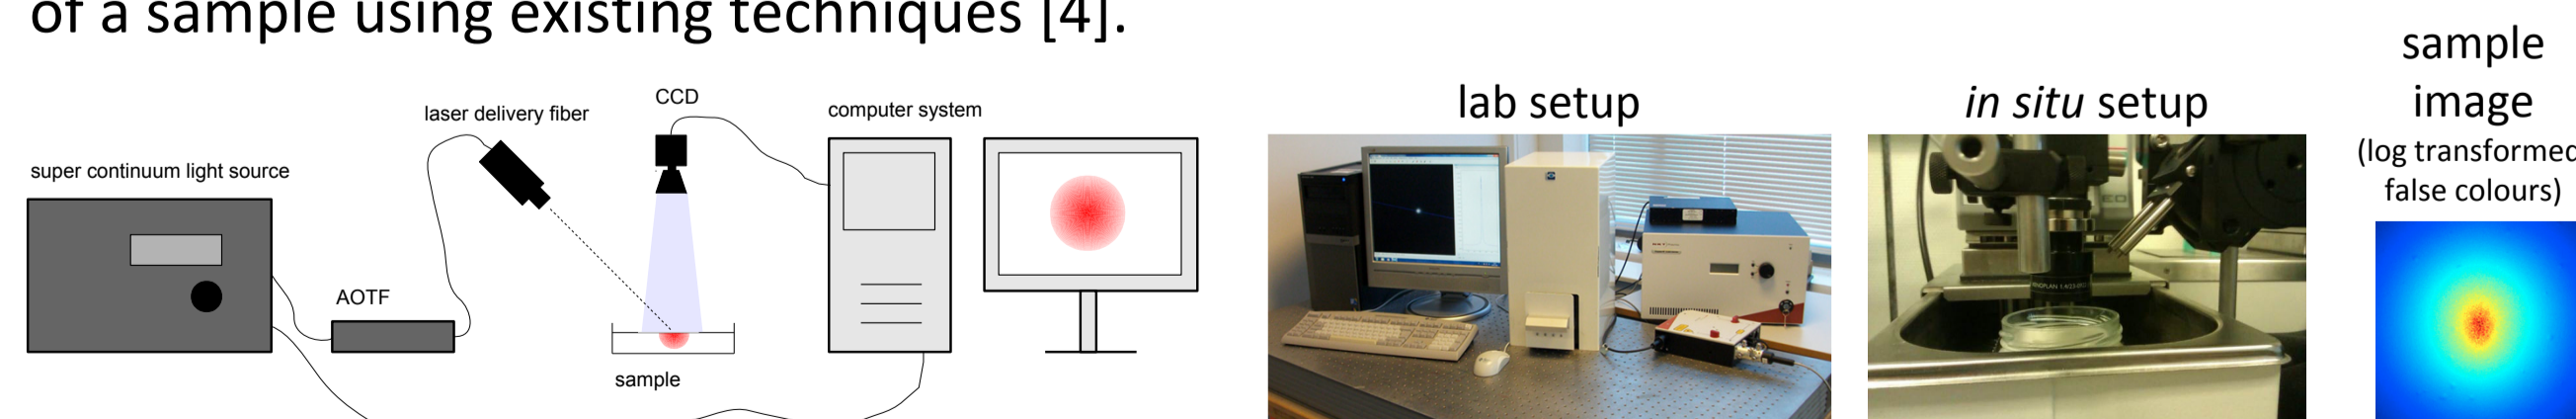 of a sample using existing techniques [4].
super continuum light source
AOTF
laser delivery fiber
CCD
sample
computer system
lab setup
in situ setup
sample
image
(log transformed
false colours)